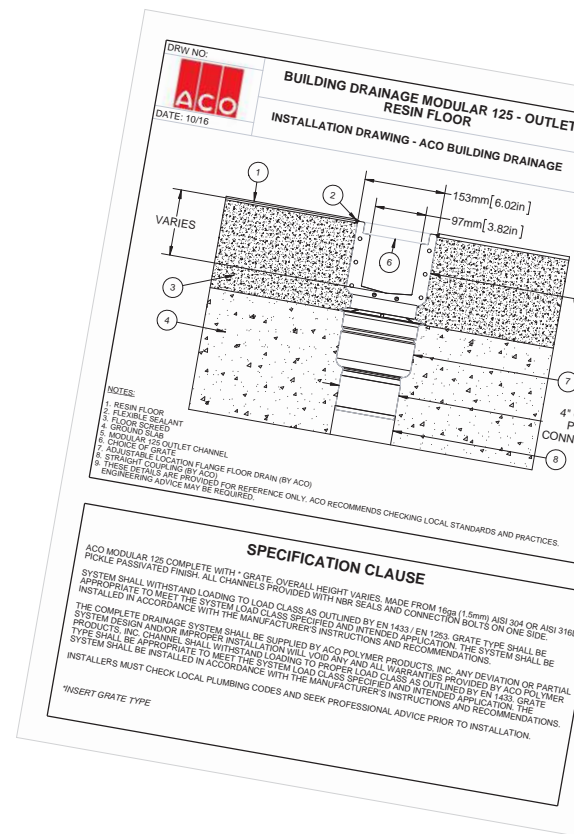 DRW NO:
ACO
DATE: 10/16
BUILDING DRAINAGE MODULAR 125 - OUTLET
RESIN FLOOR
INSTALLATION DRAWING - ACO BUILDING DRAINAGE
1
2
153mm[6.02in]
97mm[3.82in]
VARIES
6
3
4
7
4"
CONN
8
NOTES:
1. RESIN FLOOR
2. FLEXIBLE SEALANT
3. FLOOR SCREED
4. GROUND SLAB
5. MODULAR 125 OUTLET CHANNEL
6. CHOICE OF GRATE
7. ADJUSTABLE LOCATION FLANGE FLOOR DRAIN (BY ACO)
8. STRAIGHT COUPLING (BY ACO)
9. THESE DETAILS ARE PROVIDED FOR REFERENCE ONLY. ACO RECOMMENDS CHECKING LOCAL STANDARDS AND PRACTICES.
ENGINEERING ADVICE MAY BE REQUIRED.
SPECIFICATION CLAUSE
ACO MODULAR 125 COMPLETE WITH * GRATE. OVERALL HEIGHT VARIES. MADE FROM 16ga (1.5mm) AISI 304 OR AISI 316L
PICKLE PASSIVATED FINISH. ALL CHANNELS PROVIDED WITH NBR SEALS AND CONNECTION BOLTS ON ONE SIDE.
SYSTEM SHALL WITHSTAND LOADING TO LOAD CLASS AS OUTLINED BY EN 1433 / EN 1253. GRATE TYPE SHALL BE
APPROPRIATE TO MEET THE SYSTEM LOAD CLASS SPECIFIED AND INTENDED APPLICATION. THE SYSTEM SHALL BE
INSTALLED IN ACCORDANCE WITH THE MANUFACTURER'S INSTRUCTIONS AND RECOMMENDATIONS.
THE COMPLETE DRAINAGE SYSTEM SHALL BE SUPPLIED BY ACO POLYMER PRODUCTS, INC. ANY DEVIATION OR PARTIAL
SYSTEM DESIGN AND/OR IMPROPER INSTALLATION WILL VOID ANY AND ALL WARRANTIES PROVIDED BY ACO POLYMER
PRODUCTS, INC. CHANNEL SHALL WITHSTAND LOADING TO PROPER LOAD CLASS AS OUTLINED BY EN 1433. GRATE
TYPE SHALL BE APPROPRIATE TO MEET THE SYSTEM LOAD CLASS SPECIFIED AND INTENDED APPLICATION. THE
SYSTEM SHALL BE INSTALLED IN ACCORDANCE WITH THE MANUFACTURER'S INSTRUCTIONS AND RECOMMENDATIONS.
INSTALLERS MUST CHECK LOCAL PLUMBING CODES AND SEEK PROFESSIONAL ADVICE PRIOR TO INSTALLATION.
*INSERT GRATE TYPE